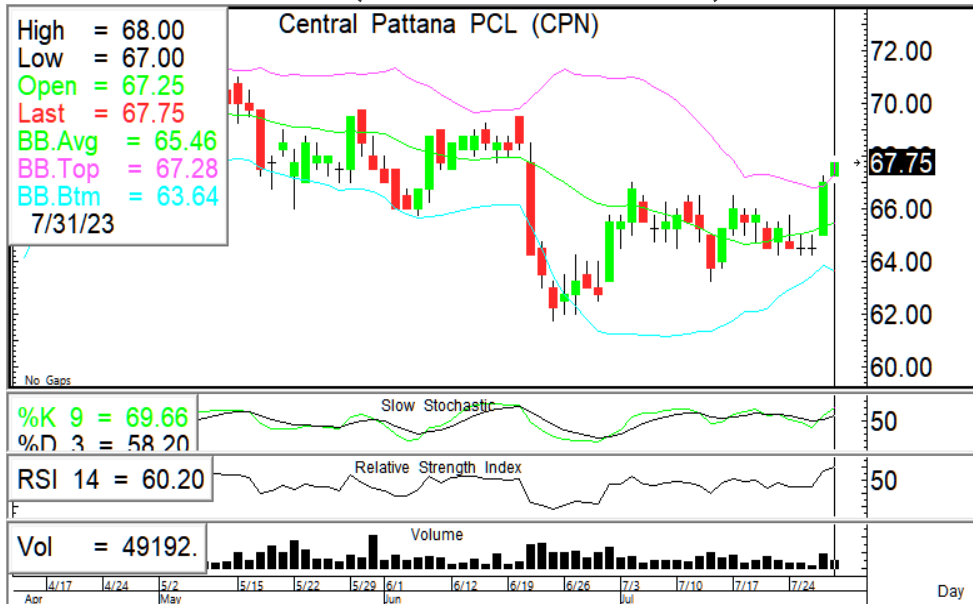 Central Pattana PCL (CPN)
High = 68.00
Low = 67.00
Open = 67.25
Last = 67.75
BB.Avg = 65.46
BB.Top = 67.28
BB.Btm = 63.64
7/31/23
72.00
70.00
67.75
66.00
64.00
62.00
60.00
No Gaps
Slow Stochastic
%K 9 = 69.66
%D 3 = 58.20
50
Relative Strength Index
RSI 14 = 60.20
50
Volume
Vol = 49192.
4/17 4/24 5/2 5/15 5/22 5/29 6/1 6/12 6/19 6/26 7/3 7/10 7/17 7/24
Apr May Jun Jul
Day